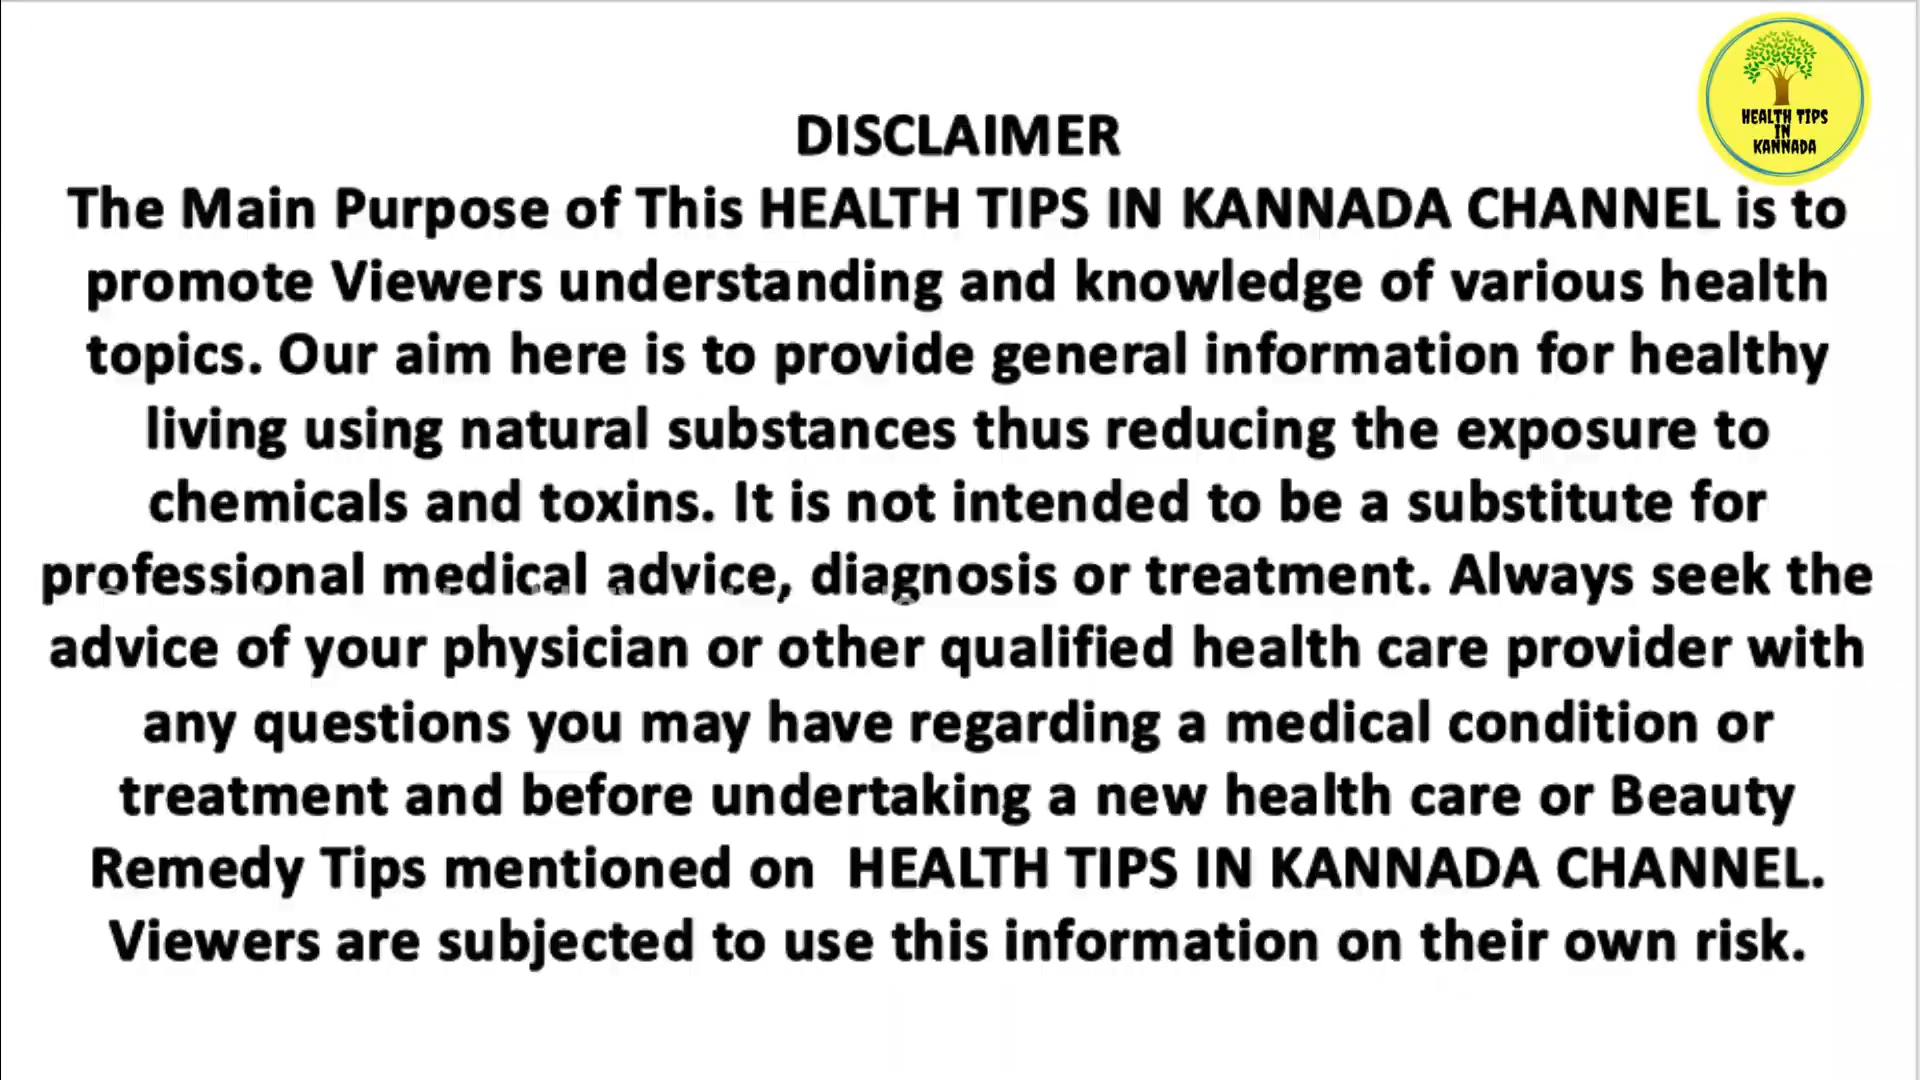 HEALTH TIPS
IN
KANNADA
DISCLAIMER
The Main Purpose of This HEALTH TIPS IN KANNADA CHANNEL is to
promote Viewers understanding and knowledge of various health
topics. Our aim here is to provide general information for healthy
living using natural substances thus reducing the exposure to
chemicals and toxins. It is not intended to be a substitute for
professional medical advice, diagnosis or treatment. Always seek the
advice of your physician or other qualified health care provider with
any questions you may have regarding a medical condition or
treatment and before undertaking a new health care or Beauty
Remedy Tips mentioned on  HEALTH TIPS IN KANNADA CHANNEL.
Viewers are subjected to use this information on their own risk.